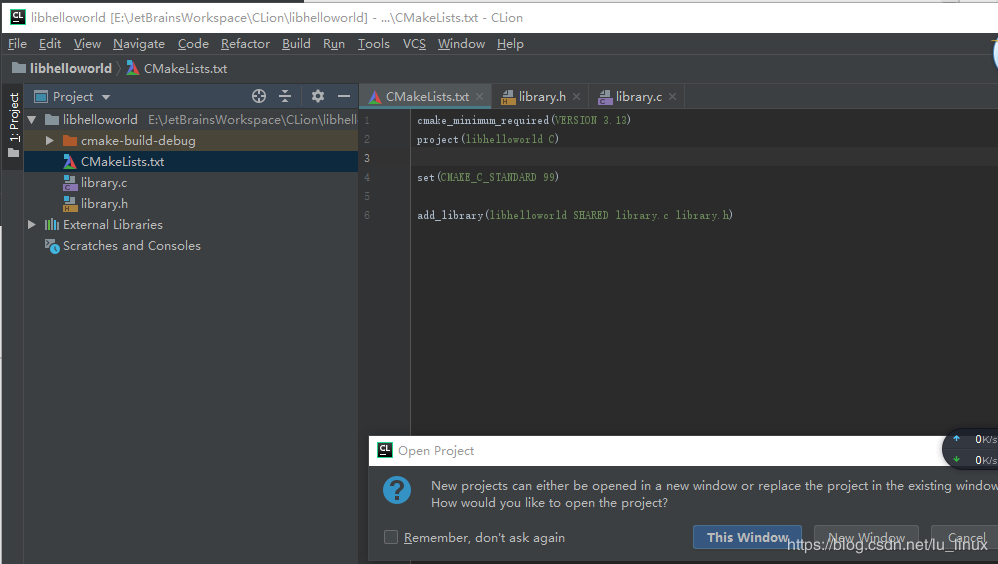 CL libhelloworld [E:\JetBrainsWorkspace\CLion\libhelloworld] - ...\CMakeLists.txt - CLion
File Edit View Navigate Code Refactor Build Run Tools VCS Window Help
libhelloworld CMakeLists.txt
1: Project
Project
CMakeLists.txt library.h library.c
libhelloworld E:\JetBrainsWorkspace\CLion\libhell
cmake-build-debug
CMakeLists.txt
library.c
library.h
External Libraries
Scratches and Consoles
1 cmake_minimum_required(VERSION 3.13)
2 project(libhelloworld C)
3
4 set(CMAKE_C_STANDARD 99)
5
6 add_library(libhelloworld SHARED library.c library.h)
CL Open Project
0K/s
0K/s
New projects can either be opened in a new window or replace the project in the existing window
How would you like to open the project?
Remember, don't ask again
This Window New Window Cancel
https://blog.csdn.net/lu_linux